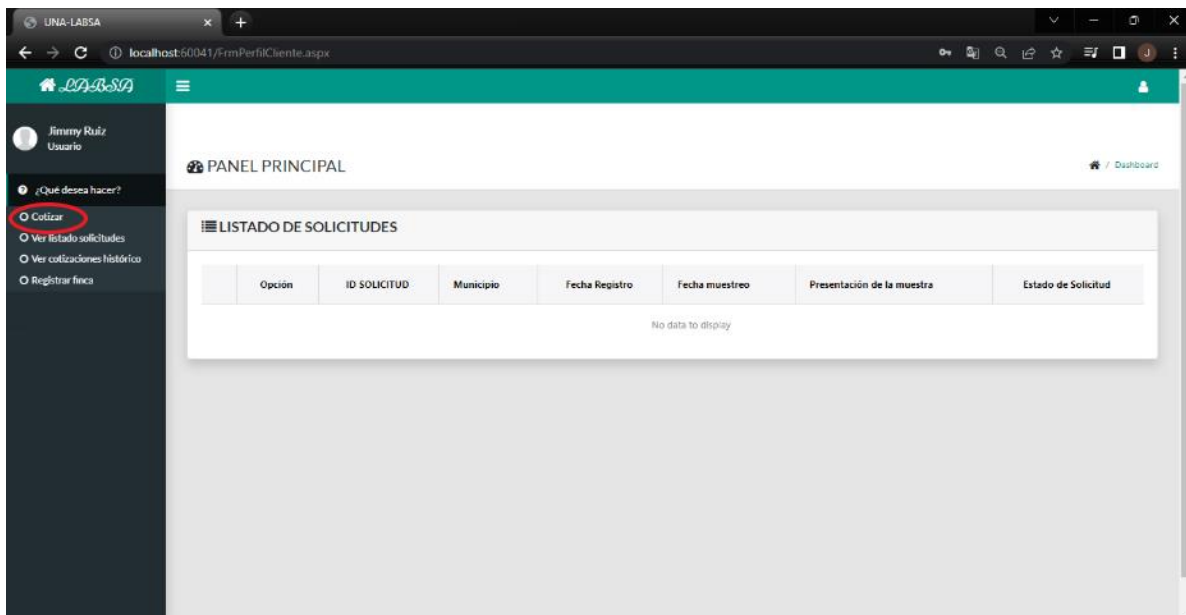 UNA-LABSA
localhost:60041/FrmPerfilCliente.aspx
J
LABSA
Jimmy Ruiz
Usuario
PANEL PRINCIPAL
/ Dashboard
¿Qué desea hacer?
Cotizar
Ver listado solicitudes
Ver cotizaciones histórico
Registrar finca
LISTADO DE SOLICITUDES
Opción ID SOLICITUD Municipio Fecha Registro Fecha muestreo Presentación de la muestra Estado de Solicitud
No data to display